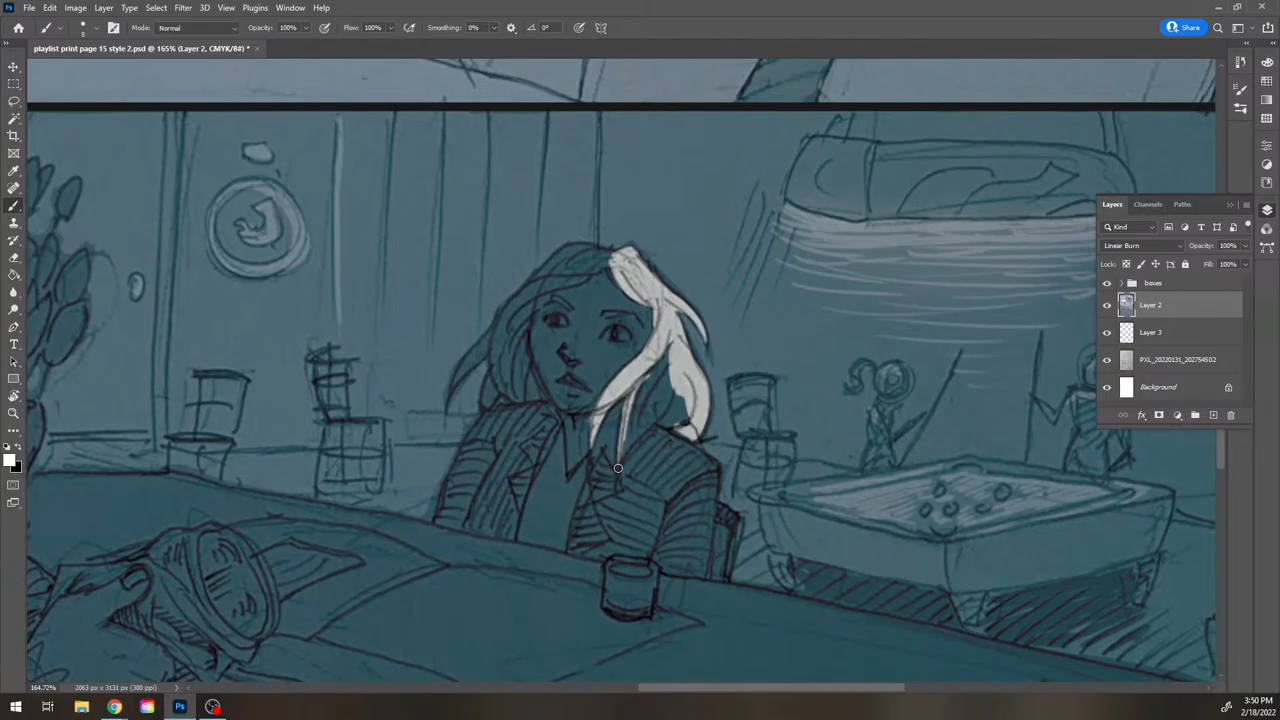 File Edit Image Layer Type Select Filter 3D View Plugins Window Help
8 Mode: Normal Opacity: 100% Flow: 100% Smoothing: 0% 0° Share
playlist print page 15 style 2.psd @ 165% (Layer 2, CMYK/8#) * ×
Layers Channels Paths
Kind
Linear Burn Opacity: 100%
Lock: Fill: 100%
boxes
Layer 2
Layer 3
PXL_20220131_202754502
Background
164.72% 2063 px x 3131 px (300 ppi)
3:50 PM
2/18/2022